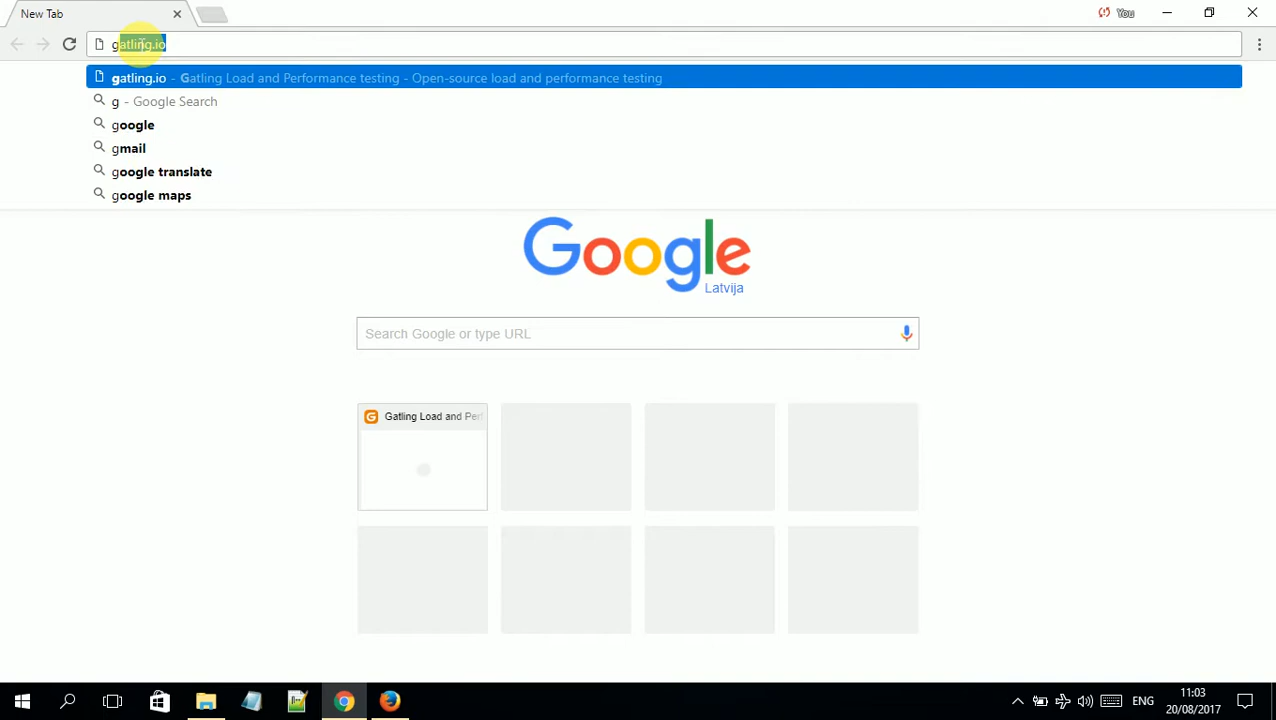 New Tab
You
gatling.io
gatling.io - Gatling Load and Performance testing - Open-source load and performance testing
g - Google Search
google
gmail
google translate
google maps
Google
Latvija
Search Google or type URL
G Gatling Load and Perf
ENG
11:03
20/08/2017